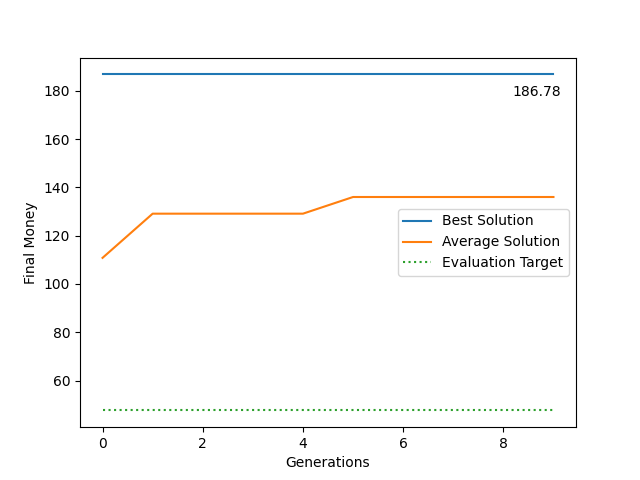 180
160
140
120
100
80
60
Final Money
186.78
Best Solution
Average Solution
Evaluation Target
0 2 4 6 8
Generations